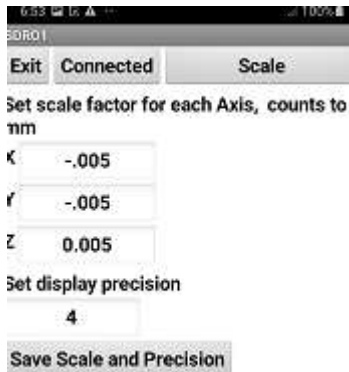 6:53 100%
SDRO1
Exit Connected Scale
Set scale factor for each Axis, counts to
mm
X -.005
Y -.005
Z 0.005
Set display precision
4
Save Scale and Precision